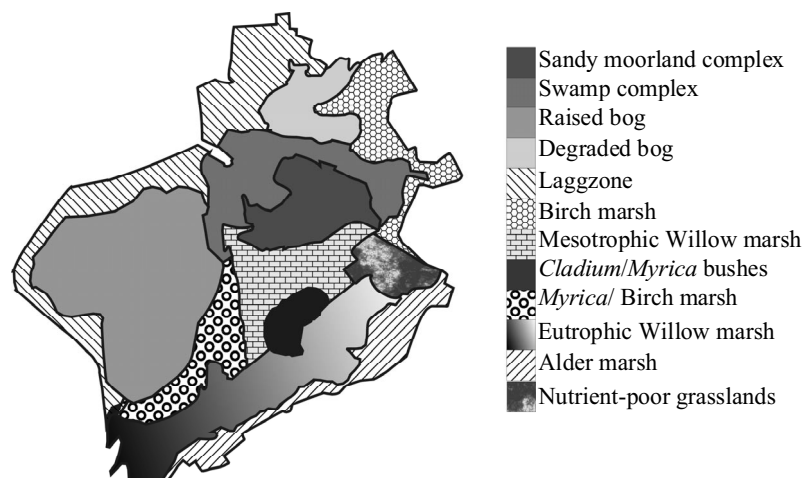 Sandy moorland complex
Swamp complex
Raised bog
Degraded bog
Laggzone
Birch marsh
Mesotrophic Willow marsh
Cladium/Myrica bushes
Myrica/ Birch marsh
Eutrophic Willow marsh
Alder marsh
Nutrient-poor grasslands